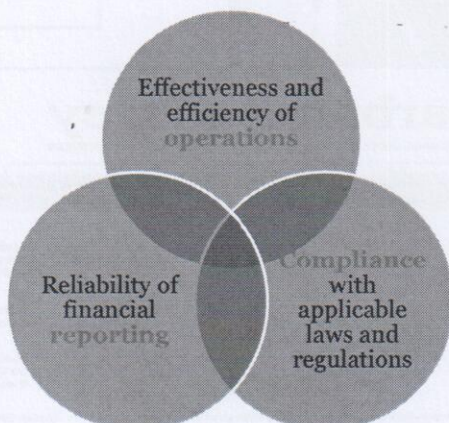 Effectiveness and
efficiency of
operations
Reliability of
financial
reporting
Compliance
with
applicable
laws and
regulations